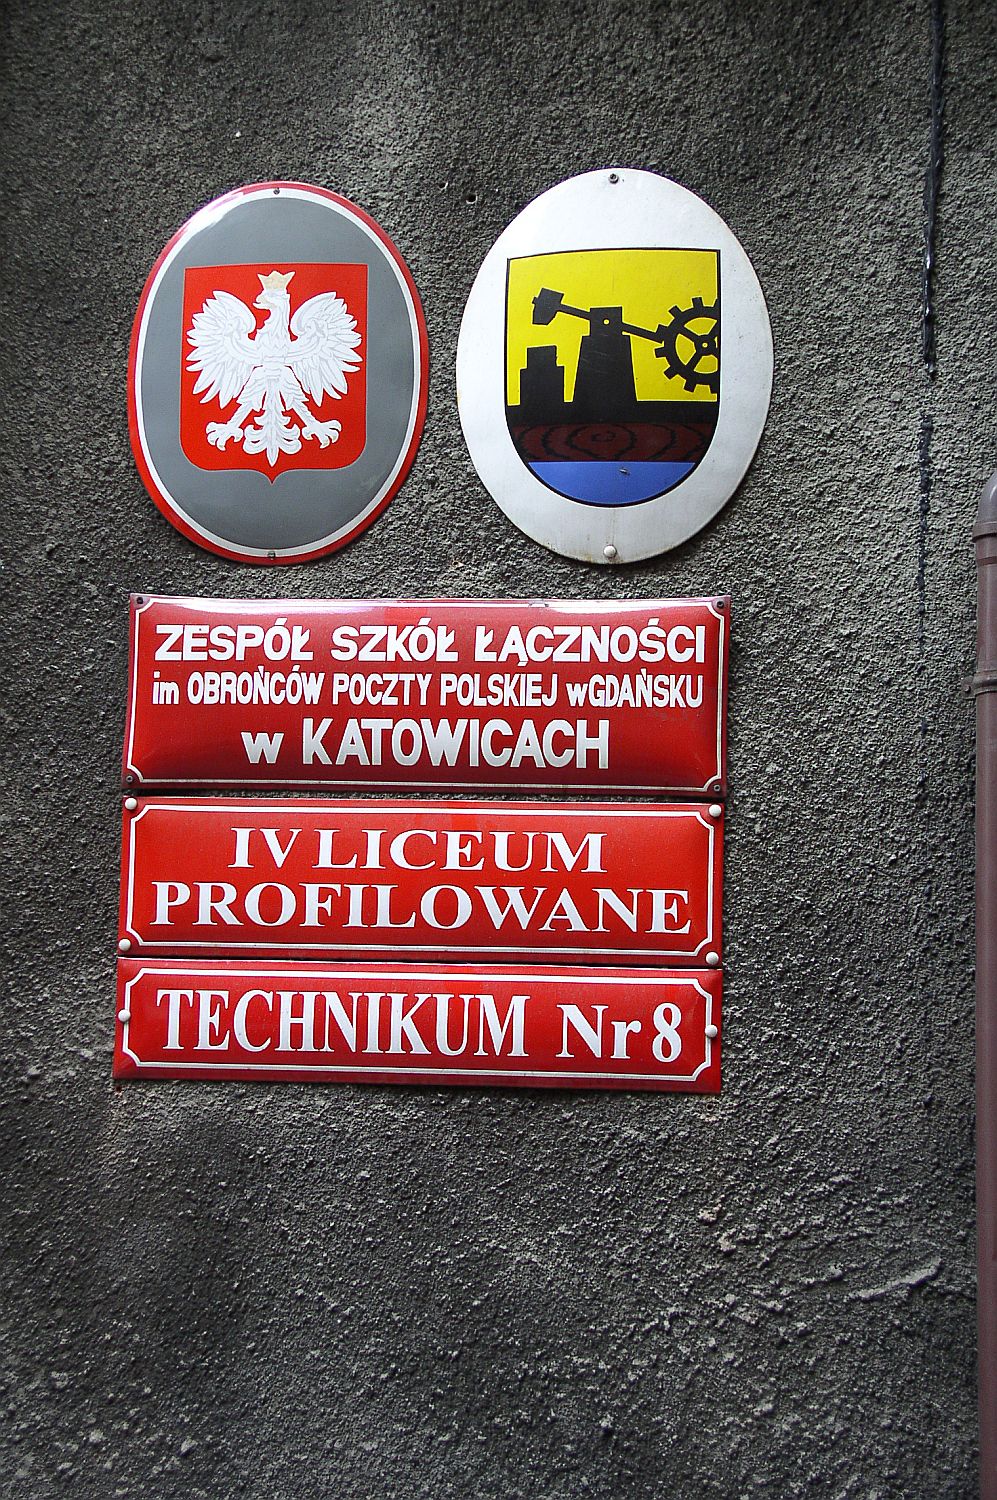 ZESPÓŁ SZKÓŁ ŁĄCZNOŚCI
im OBROŃCÓW POCZTY POLSKIEJ wGDAŃSKU
w KATOWICACH
IV LICEUM
PROFILOWANE
TECHNIKUM Nr 8